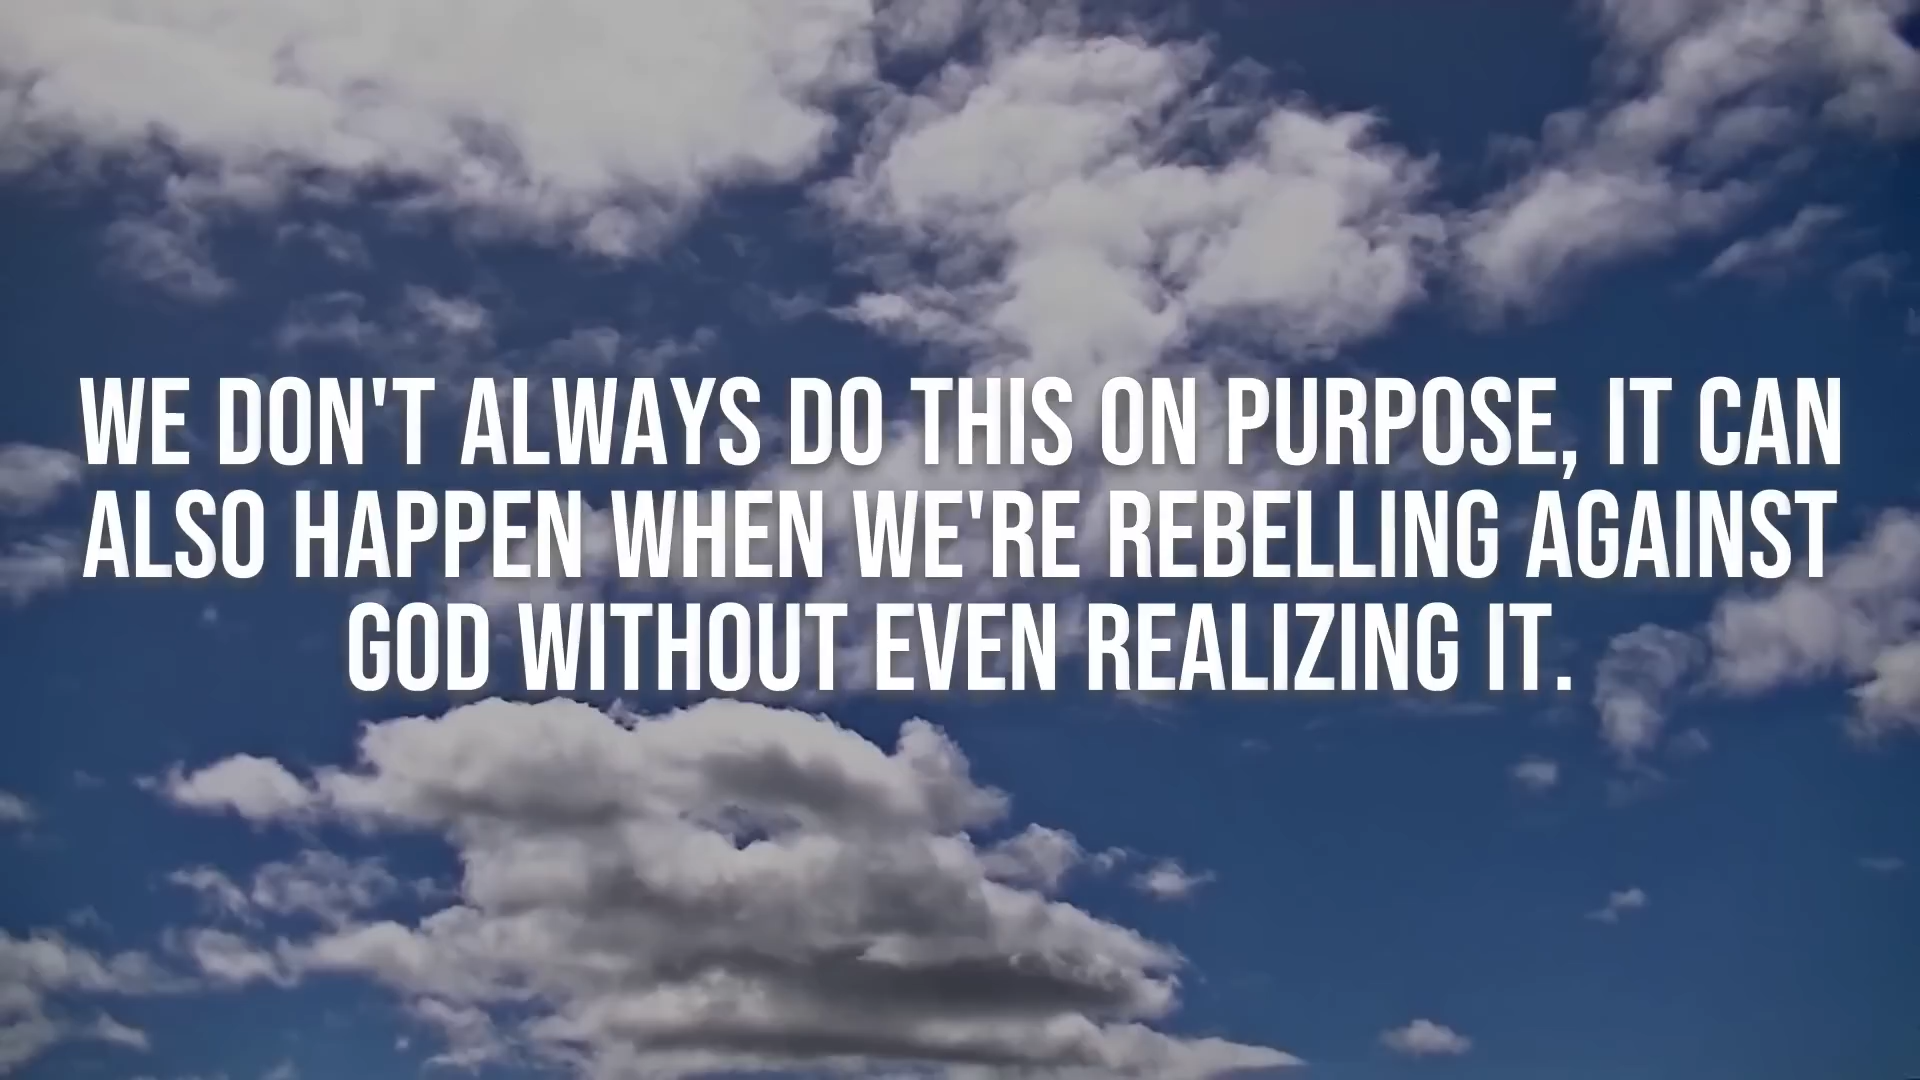 WE DON'T ALWAYS DO THIS ON PURPOSE, IT CAN
ALSO HAPPEN WHEN WE'RE REBELLING AGAINST
GOD WITHOUT EVEN REALIZING IT.